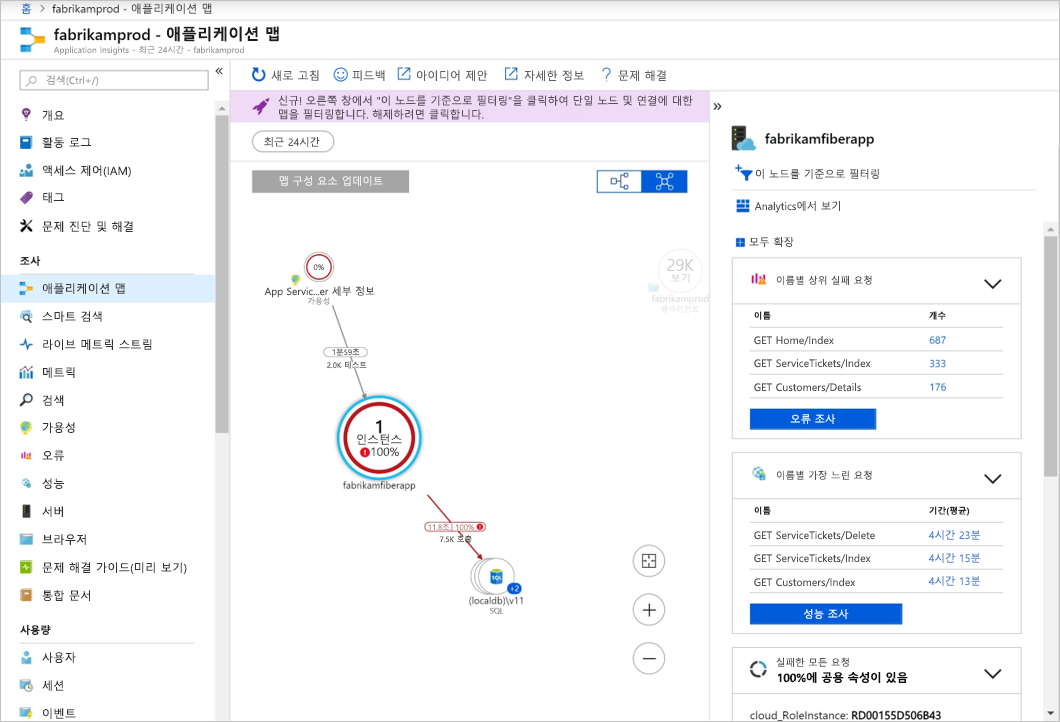 홈 > fabrikamprod - 애플리케이션 맵
fabrikamprod - 애플리케이션 맵
Application Insights - 최근 24시간 - fabrikamprod
검색(Ctrl+/)
«
개요
활동 로그
액세스 제어(IAM)
태그
문제 진단 및 해결
조사
애플리케이션 맵
스마트 검색
라이브 메트릭 스트림
메트릭
검색
가용성
오류
성능
서버
브라우저
문제 해결 가이드(미리 보기)
통합 문서
사용량
사용자
세션
이벤트
새로 고침
피드백
아이디어 제안
자세한 정보
? 문제 해결
신규! 오른쪽 창에서 "이 노드를 기준으로 필터링"을 클릭하여 단일 노드 및 연결에 대한
맵을 필터링합니다. 해제하려면 클릭합니다.
최근 24시간
맵 구성 요소 업데이트
0%
App Servic...er 세부 정보
가용성
1분59초
2.0K 테스트
1
인스턴스
100%
fabrikamfiberapp
11.8초| 100%
7.5K 호출
SQL
+2
(localdb)\v11
SQL
29K
보기
fabrikamprod
클라이언트
»
fabrikamfiberapp
이 노드를 기준으로 필터링
Analytics에서 보기
모두 확장
이름별 상위 실패 요청
이름 개수
GET Home/Index 687
GET ServiceTickets/Index 333
GET Customers/Details 176
오류 조사
이름별 가장 느린 요청
이름 기간(평균)
GET ServiceTickets/Delete 4시간 23분
GET ServiceTickets/Index 4시간 15분
GET Customers/Index 4시간 13분
성능 조사
실패한 모든 요청
100%에 공용 속성이 있음
cloud_RoleInstance: RD00155D506B43